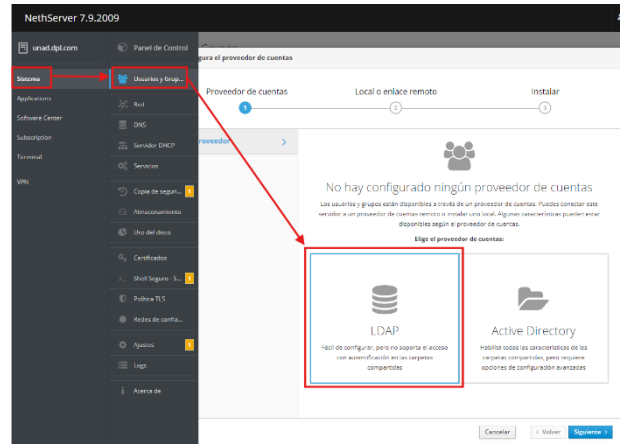 NethServer 7.9.2009
unad.dpl.com
Sistema
Applications
Software Center
Subscription
Terminal
VPN
Panel de Control
Usuarios y Grup...
Red
DNS
Servidor DHCP
Servicios
Copia de seguri...
Almacenamiento
Uso del disco
Certificados
Shell Seguro - S...
Política TLS
Redes de confia...
Ajustes
Logs
Acerca de
gura el proveedor de cuentas
Proveedor de cuentas
Local o enlace remoto
Instalar
1
2
3
roveedor
No hay configurado ningún proveedor de cuentas
Los usuarios y grupos están disponibles a través de un proveedor de cuentas. Puedes conectar este
servidor a un proveedor de cuentas remoto o instalar uno local. Algunas características pueden estar
disponibles según el proveedor de cuentas.
Elige el proveedor de cuentas:
LDAP
Fácil de configurar, pero no soporta el acceso
con autentificación en las carpetas
compartidas
Active Directory
Habilita todas las características de las
carpetas compartidas, pero requiere
opciones de configuración avanzadas
Cancelar
< Volver
Siguiente >